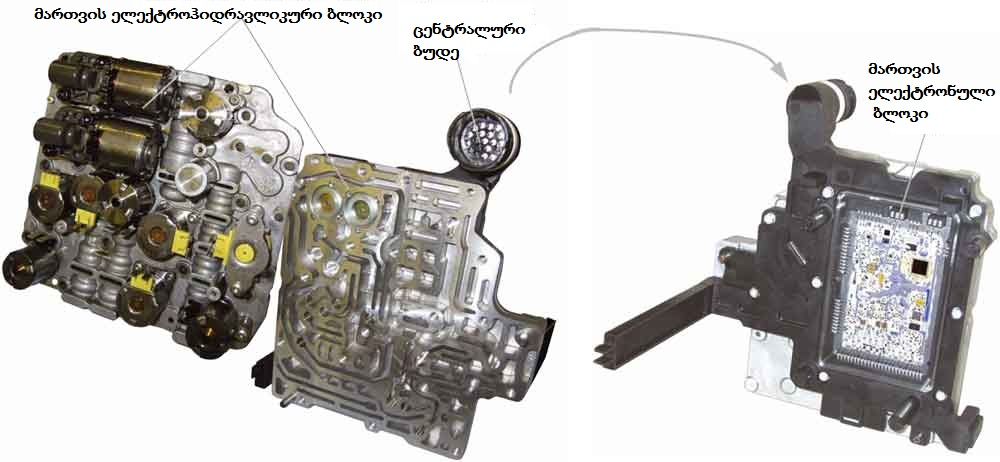 მართვის ელექტროჰიდრავლიკური ბლოკი
ცენტრალური
ბუდე
მართვის
ელექტრონული
ბლოკი